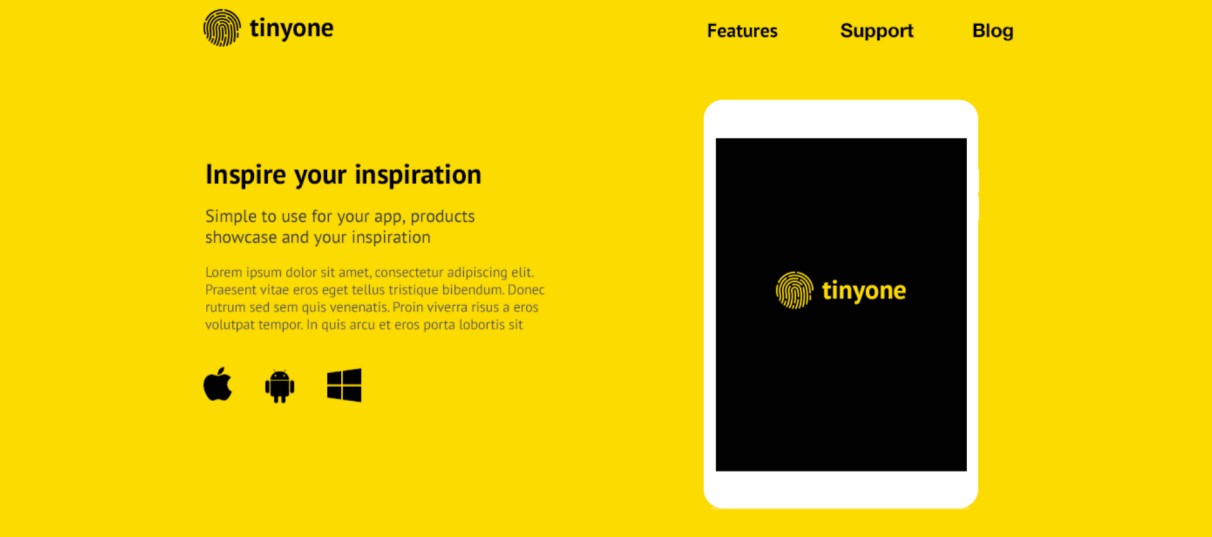 tinyone
Features
Support
Blog
Inspire your inspiration
Simple to use for your app, products
showcase and your inspiration
Lorem ipsum dolor sit amet, consectetur adipiscing elit.
Praesent vitae eros eget tellus tristique bibendum. Donec
rutrum sed sem quis venenatis. Proin viverra risus a eros
volutpat tempor. In quis arcu et eros porta lobortis sit
tinyone